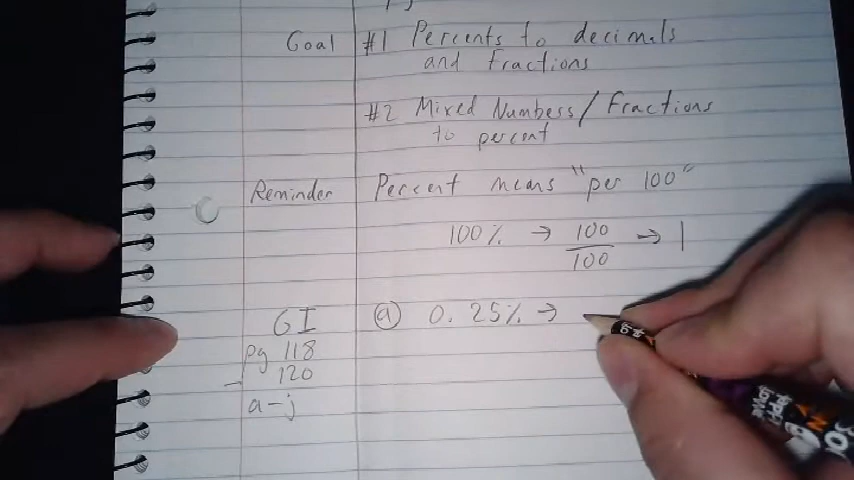 Goal #1 Percents to decimals
and Fractions
#2 Mixed Numbers/Fractions
to percent
Reminder Percent means "per 100"
100% → 100/100 → 1
GI ⓐ 0.25% →
pg 118
- 120
a-j